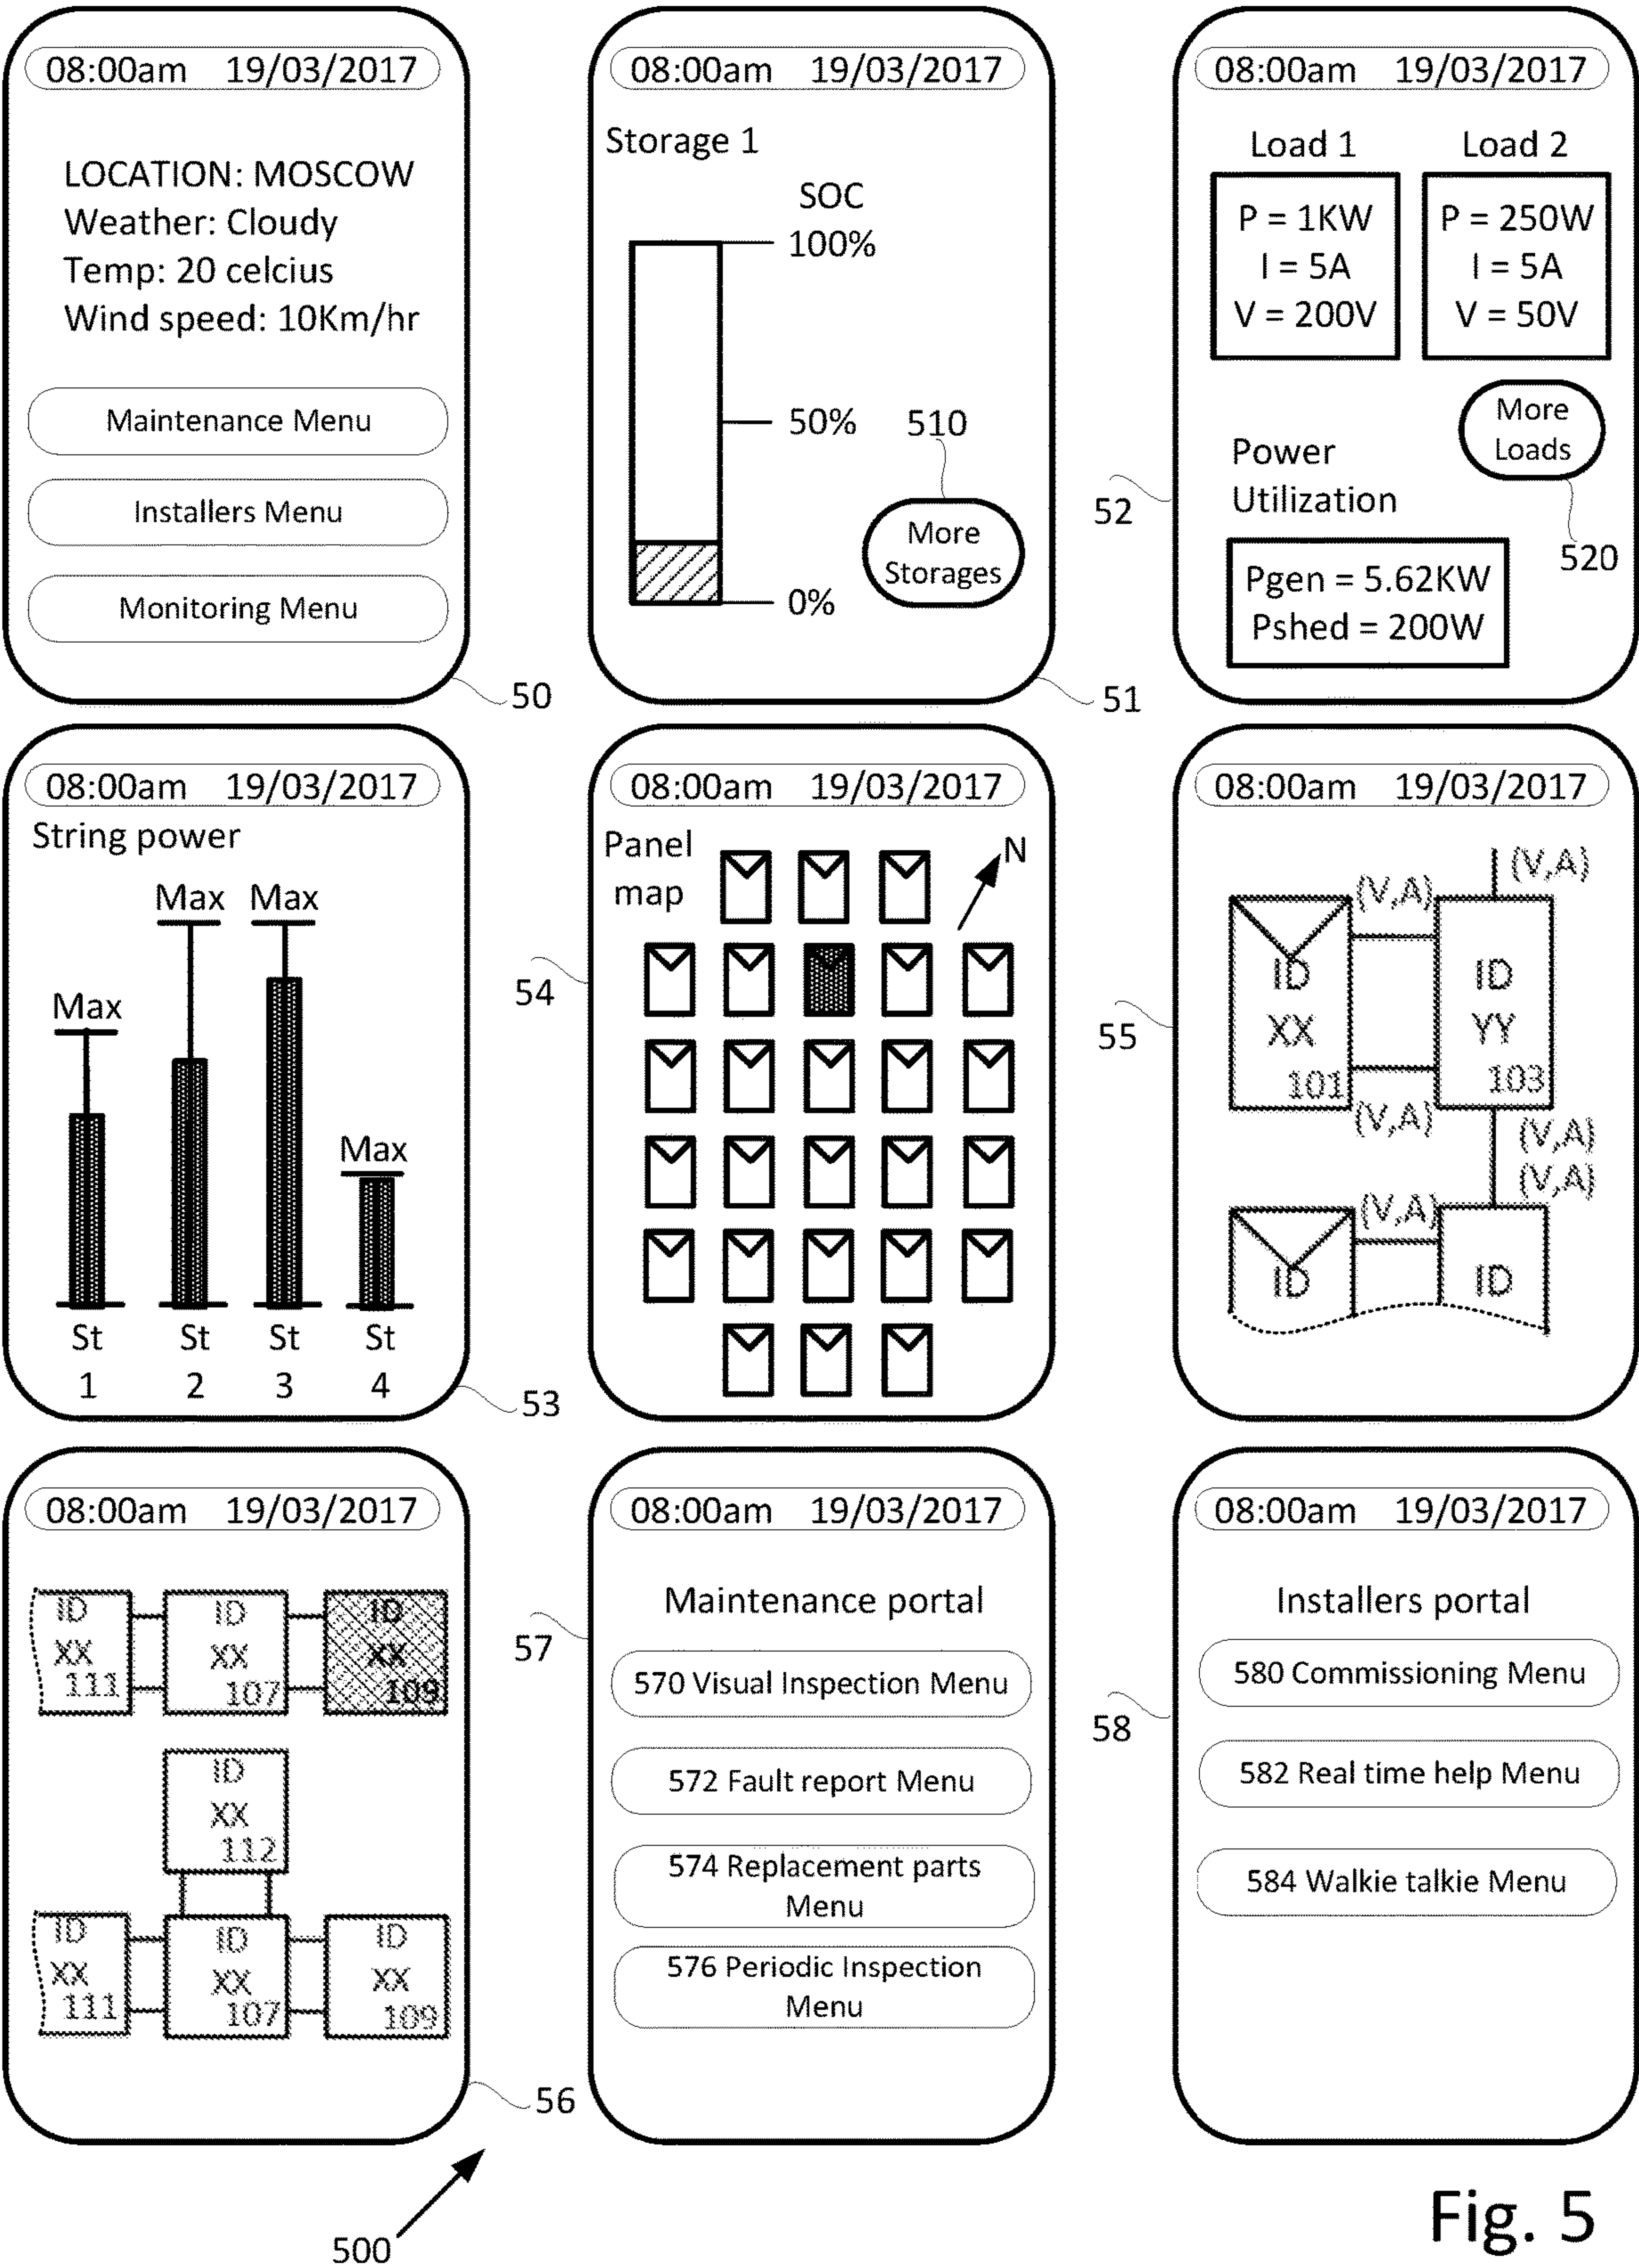 08:00am 19/03/2017
LOCATION: MOSCOW
Weather: Cloudy
Temp: 20 celcius
Wind speed: 10Km/hr
Maintenance Menu
Installers Menu
Monitoring Menu
50
08:00am 19/03/2017
Storage 1
SOC
100%
50%
0%
510
More
Storages
51
08:00am 19/03/2017
Load 1
P = 1KW
I = 5A
V = 200V
Load 2
P = 250W
I = 5A
V = 50V
More
Loads
520
Power
Utilization
Pgen = 5.62KW
Pshed = 200W
52
08:00am 19/03/2017
String power
Max
Max
Max
Max
St
1
St
2
St
3
St
4
53
08:00am 19/03/2017
Panel
map
N
54
08:00am 19/03/2017
(V,A)
(V,A)
ID
XX
101
ID
YY
103
(V,A)
(V,A)
(V,A)
(V,A)
ID
ID
55
08:00am 19/03/2017
ID
XX
111
ID
XX
107
ID
XX
109
ID
XX
112
ID
XX
111
ID
XX
107
ID
XX
109
56
08:00am 19/03/2017
Maintenance portal
570 Visual Inspection Menu
572 Fault report Menu
574 Replacement parts
Menu
576 Periodic Inspection
Menu
57
08:00am 19/03/2017
Installers portal
580 Commissioning Menu
582 Real time help Menu
584 Walkie talkie Menu
58
500
Fig. 5